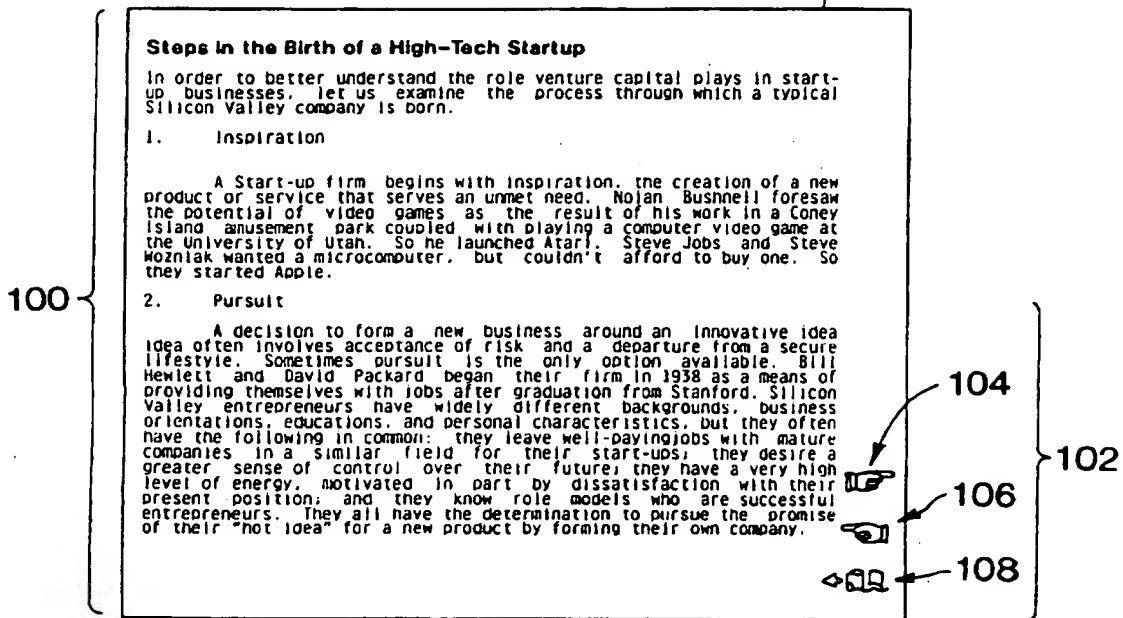 Steps in the Birth of a High-Tech Startup
In order to better understand the role venture capital plays in start-
up businesses, let us examine the process through which a typical
Silicon Valley company is born.
1. Inspiration
A Start-up firm begins with inspiration, the creation of a new
product or service that serves an unmet need. Nolan Bushnell foresaw
the potential of video games as the result of his work in a Coney
Island amusement park coupled with playing a computer video game at
the University of Utah. So he launched Atari. Steve Jobs and Steve
Wozniak wanted a microcomputer, but couldn't afford to buy one. So
they started Apple.
100
2. Pursuit
A decision to form a new business around an innovative idea
idea often involves acceptance of risk and a departure from a secure
lifestyle. Sometimes pursuit is the only option available. Bill
Hewlett and David Packard began their firm in 1938 as a means of
providing themselves with jobs after graduation from Stanford. Silicon
Valley entrepreneurs have widely different backgrounds, business
orientations, educations, and personal characteristics, but they often
have the following in common: they leave well-payingjobs with mature
companies in a similar field for their start-ups; they desire a
greater sense of control over their future; they have a very high
level of energy, motivated in part by dissatisfaction with their
present position; and they know role models who are successful
entrepreneurs. They all have the determination to pursue the promise
of their "hot idea" for a new product by forming their own company.
104
102
106
108